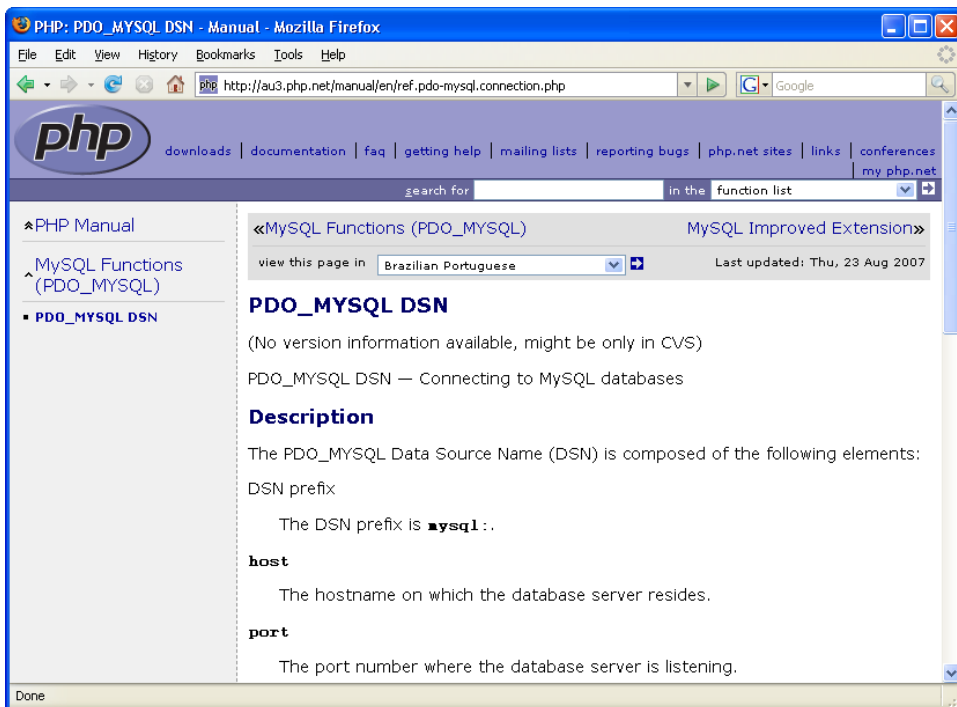 PHP: PDO_MYSQL DSN - Manual - Mozilla Firefox
File Edit View History Bookmarks Tools Help
php http://au3.php.net/manual/en/ref.pdo-mysql.connection.php G Google
php
downloads | documentation | faq | getting help | mailing lists | reporting bugs | php.net sites | links | conferences
| my php.net
search for in the function list
PHP Manual
MySQL Functions
(PDO_MYSQL)
PDO_MYSQL DSN
«MySQL Functions (PDO_MYSQL) MySQL Improved Extension»
view this page in Brazilian Portuguese Last updated: Thu, 23 Aug 2007
PDO_MYSQL DSN
(No version information available, might be only in CVS)
PDO_MYSQL DSN — Connecting to MySQL databases
Description
The PDO_MYSQL Data Source Name (DSN) is composed of the following elements:
DSN prefix
The DSN prefix is mysql:.
host
The hostname on which the database server resides.
port
The port number where the database server is listening.
Done